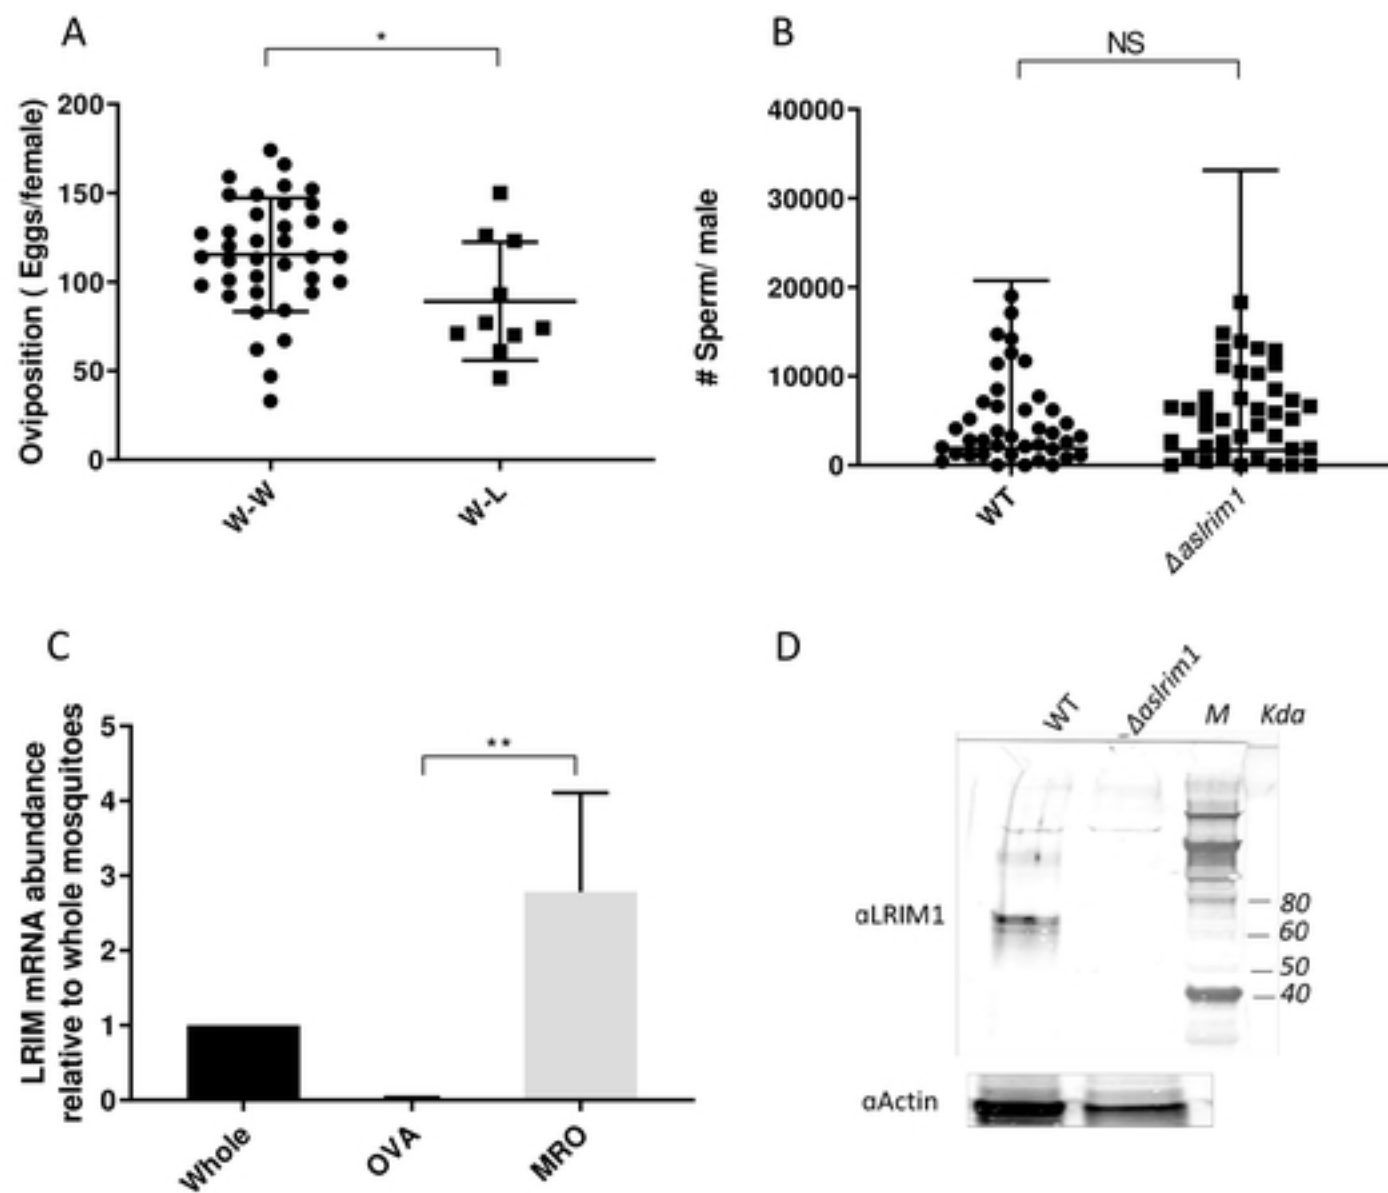 A
*
Oviposition ( Eggs/female)
200
150
100
50
0
W-W
W-L
B
NS
# Sperm/ male
40000
30000
20000
10000
0
WT
Δaslrim1
C
**
LRIM mRNA abundance
relative to whole mosquitoes
5
4
3
2
1
0
Whole
OVA
MRO
D
WT
Δaslrim1
M
Kda
αLRIM1
80
60
50
40
αActin